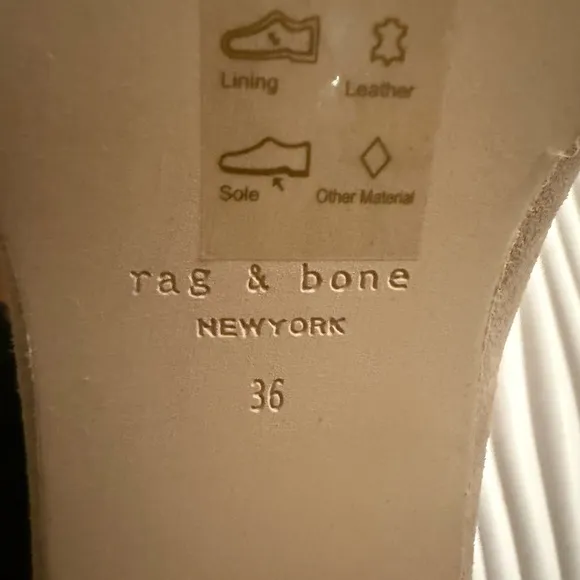 Lining Leather
Sole Other Material
rag & bone
NEWYORK
36